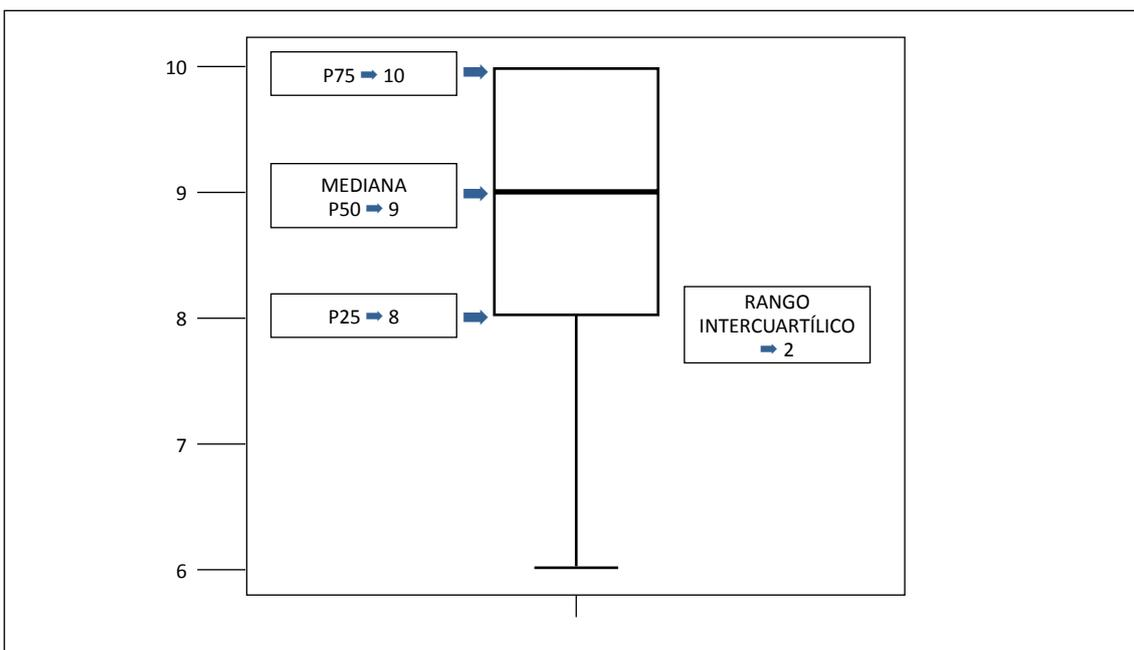 10
P75 ➡ 10
9
MEDIANA
P50 ➡ 9
8
P25 ➡ 8
RANGO
INTERCUARTÍLICO
➡ 2
7
6